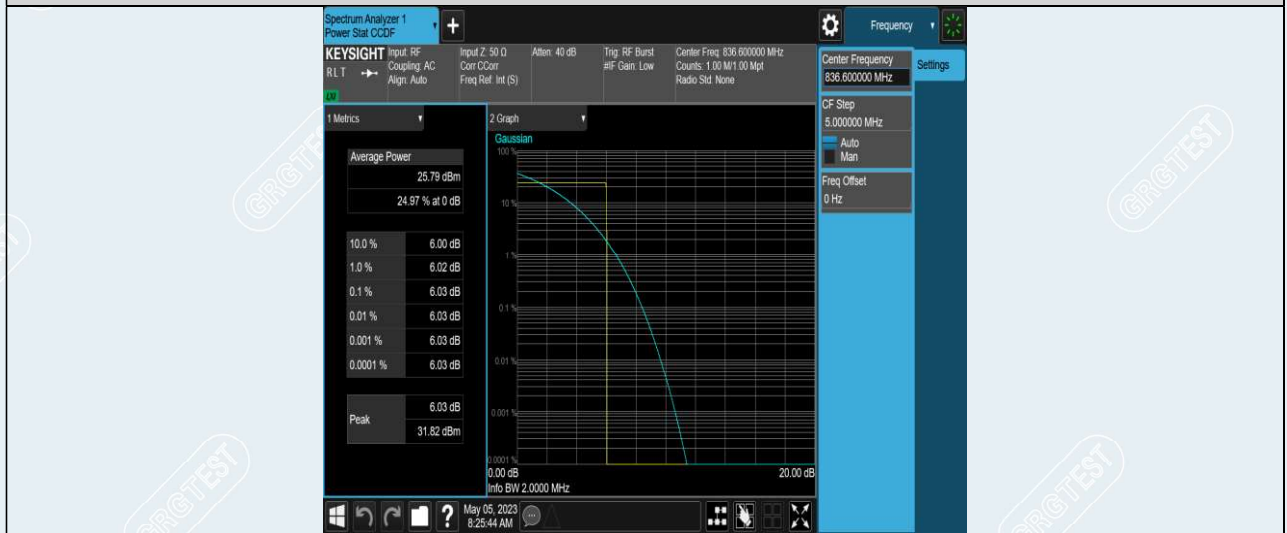 Spectrum Analyzer 1
Power Stat CCDF
+
Frequency
KEYSIGHT Input: RF Input Z: 50 Ω Atten: 40 dB Trig: RF Burst Center Freq: 836.600000 MHz
RLT Coupling: AC Corr CCorr #IF Gain: Low Counts: 1.00 M/1.00 Mpt
Align: Auto Freq Ref: Int (S) Radio Std: None
Center Frequency
836.600000 MHz
Settings
CF Step
5.000000 MHz
Auto
Man
Freq Offset
0 Hz
1 Metrics
2 Graph
Average Power
25.79 dBm
24.97 % at 0 dB
10.0 % 6.00 dB
1.0 % 6.02 dB
0.1 % 6.03 dB
0.01 % 6.03 dB
0.001 % 6.03 dB
0.0001 % 6.03 dB
Peak 6.03 dB
31.82 dBm
Gaussian
100 %
10 %
1 %
0.1 %
0.01 %
0.001 %
0.0001 %
0.00 dB 20.00 dB
Info BW 2.0000 MHz
?
May 05, 2023
8:25:44 AM
GRGTEST
GRGTEST
GRGTEST
GRGTEST